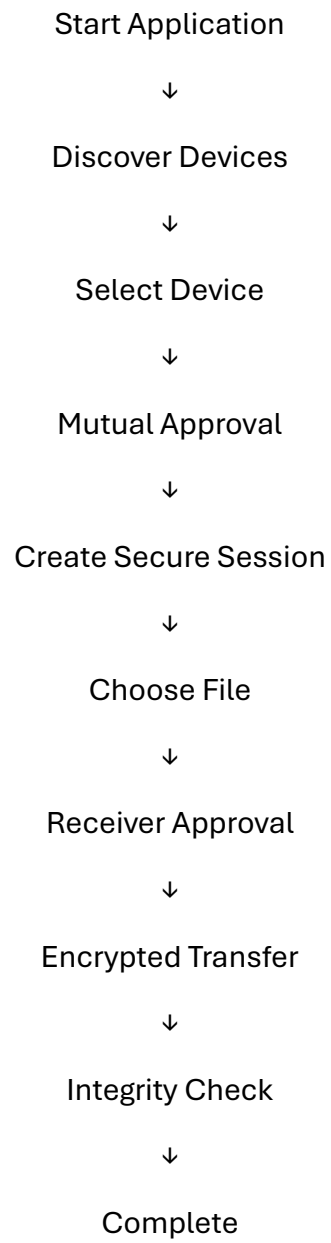 Start Application
↓
Discover Devices
↓
Select Device
↓
Mutual Approval
↓
Create Secure Session
↓
Choose File
↓
Receiver Approval
↓
Encrypted Transfer
↓
Integrity Check
↓
Complete